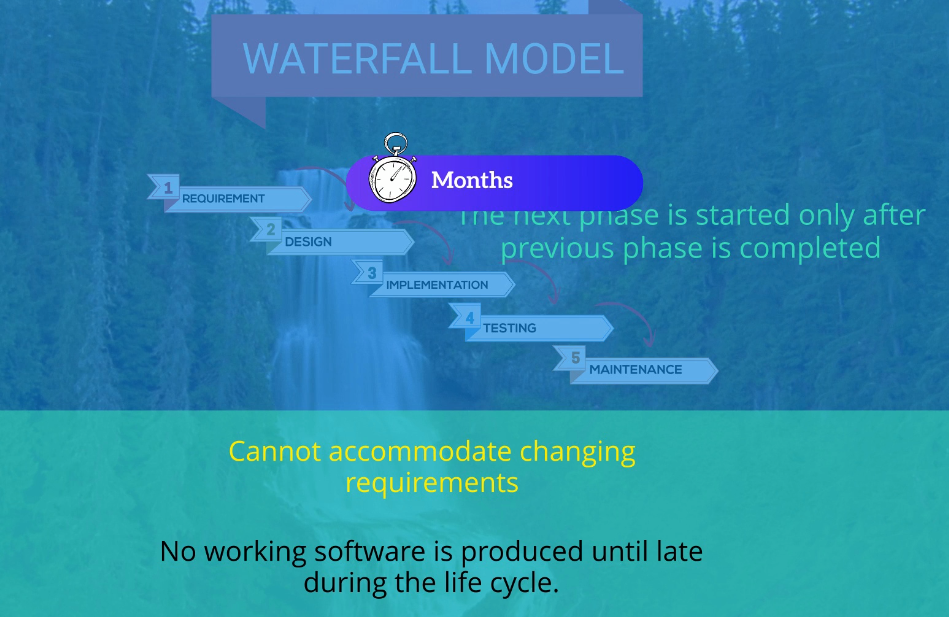 WATERFALL MODEL
Months
1 REQUIREMENT
The next phase is started only after
previous phase is completed
2 DESIGN
3 IMPLEMENTATION
4 TESTING
5 MAINTENANCE
Cannot accommodate changing
requirements
No working software is produced until late
during the life cycle.